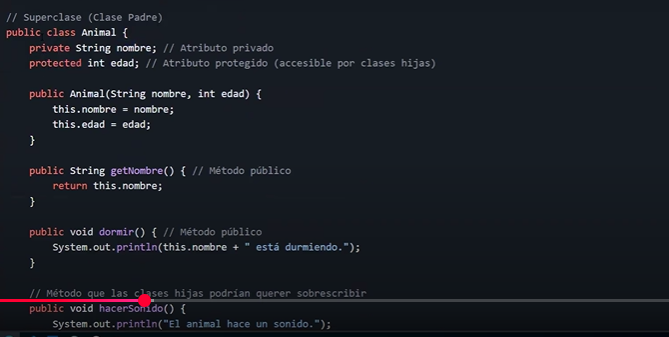 // Superclase (Clase Padre)
public class Animal {
    private String nombre; // Atributo privado
    protected int edad; // Atributo protegido (accesible por clases hijas)

    public Animal(String nombre, int edad) {
        this.nombre = nombre;
        this.edad = edad;
    }

    public String getNombre() { // Método público
        return this.nombre;
    }

    public void dormir() { // Método público
        System.out.println(this.nombre + " está durmiendo.");
    }

    // Método que las clases hijas podrían querer sobrescribir
    public void hacerSonido() {
        System.out.println("El animal hace un sonido.");